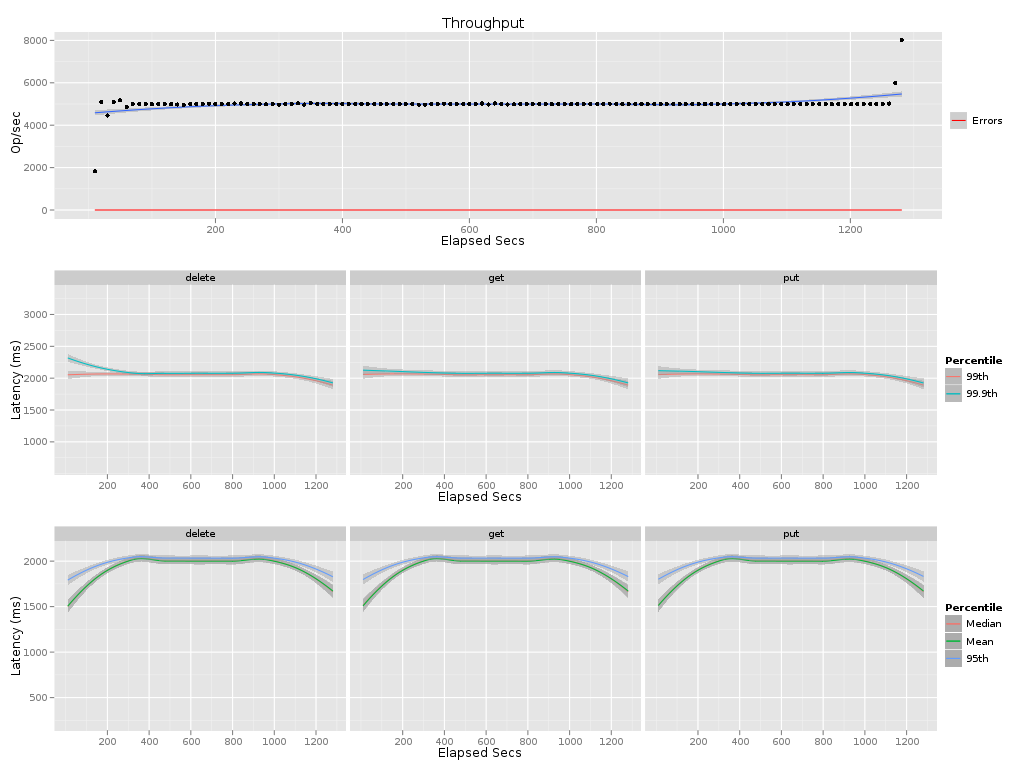 Throughput
8000
6000
4000
2000
0
Op/sec
200 400 600 800 1000 1200
Elapsed Secs
Errors
delete get put
3000
2500
2000
1500
1000
Latency (ms)
200 400 600 800 1000 1200 200 400 600 800 1000 1200 200 400 600 800 1000 1200
Elapsed Secs
Percentile
99th
99.9th
delete get put
2000
1500
1000
500
Latency (ms)
200 400 600 800 1000 1200 200 400 600 800 1000 1200 200 400 600 800 1000 1200
Elapsed Secs
Percentile
Median
Mean
95th